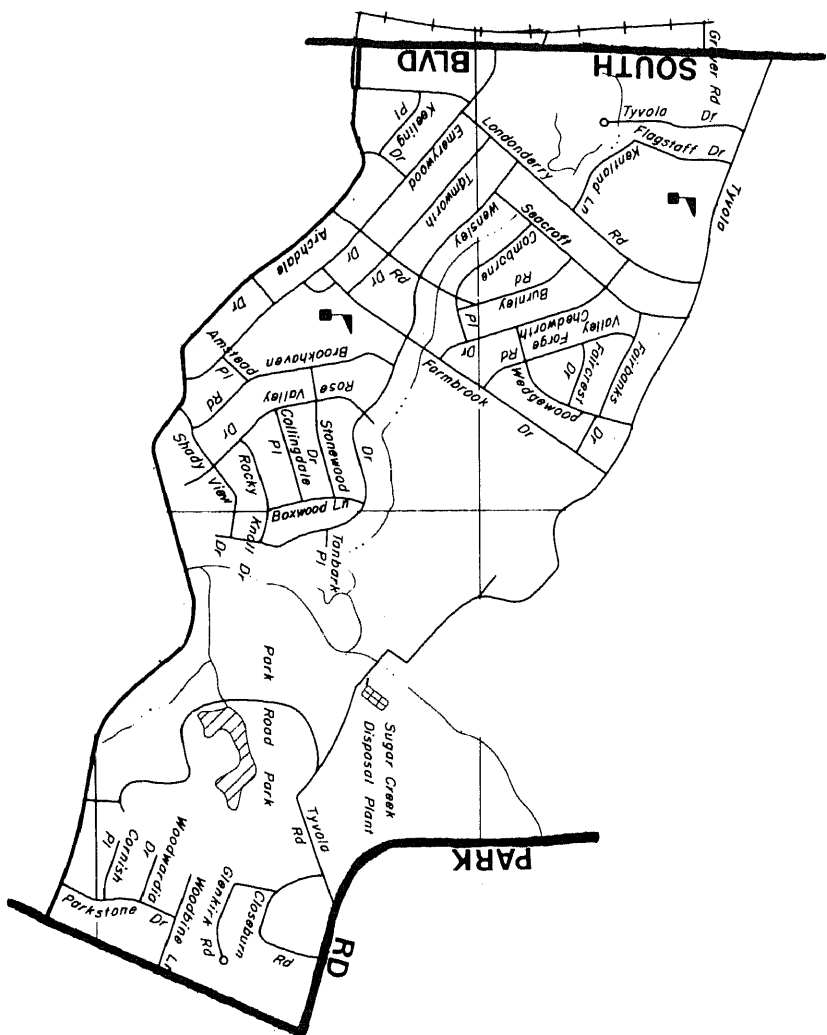 SOUTH BLVD
Grover Rd
Tyvola Dr
Flagstaff Dr
Kentland Ln
Tyvola
Rd
Londonderry
Keeling
Pl
Dr
Emerywood
Dr
Tamworth
Dr
Wensley
Rd
Seacroft
Comborne
Rd
Burnley
Pl
Chedworth
Dr
Valley
Forge
Rd
Faircrest
Dr
Fairbanks
Dr
Wedgewood
Farmbrook
Dr
Archdale
Dr
Amstead
Pl
Brookhaven
Rd
Rose
Valley
Dr
Shady View
Dr
Rocky
Knoll
Dr
Collingdale
Pl
Stonewood
Dr
Dr
Boxwood Ln
Tanbark
Pl
Park Road Park
Sugar Creek
Disposal Plant
Tyvola
Rd
PARK
RD
Closeburn
Rd
Glenkirk Rd
Woodbine Ln
Woodwardia
Dr
Cornish
Pl
Parkstone Dr